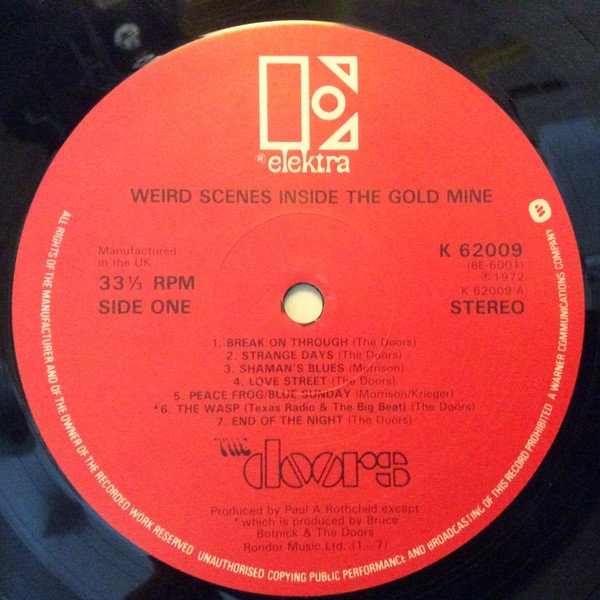 ® elektra
WEIRD SCENES INSIDE THE GOLD MINE
Manufactured
in the UK
33⅓ RPM
SIDE ONE
K 62009
(8E 6001)
℗ 1972
K 62009 A
STEREO
1. BREAK ON THROUGH (The Doors)
2. STRANGE DAYS (The Doors)
3. SHAMAN'S BLUES (Morrison)
4. LOVE STREET (The Doors)
5. PEACE FROG/BLUE SUNDAY (Morrison/Krieger)
*6. THE WASP (Texas Radio & The Big Beat) (The Doors)
7. END OF THE NIGHT (The Doors)
THE
doors
Produced by Paul A.Rothchild except
*which is produced by Bruce
Botnick & The Doors
Rondor Music Ltd. (1–7)
ALL RIGHTS OF THE MANUFACTURER AND OF THE OWNER OF THE RECORDED WORK RESERVED. UNAUTHORISED COPYING PUBLIC PERFORMANCE AND BROADCASTING OF THIS RECORD PROHIBITED. A WARNER COMMUNICATIONS COMPANY